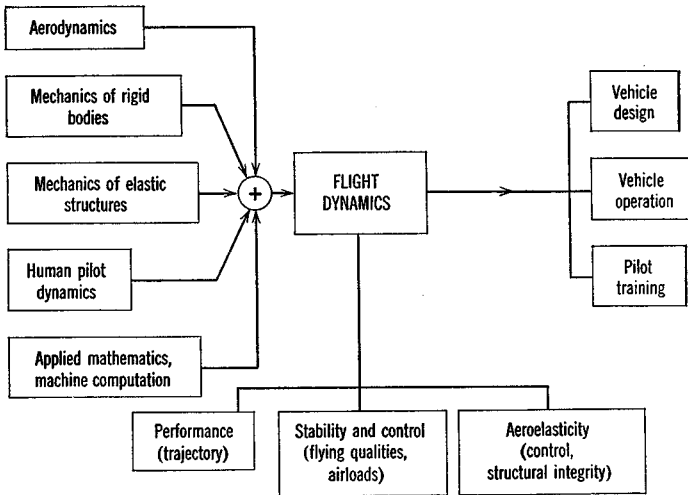 Aerodynamics
Mechanics of rigid
bodies
Mechanics of elastic
structures
Human pilot
dynamics
Applied mathematics,
machine computation
+
FLIGHT
DYNAMICS
Vehicle
design
Vehicle
operation
Pilot
training
Performance
(trajectory)
Stability and control
(flying qualities,
airloads)
Aeroelasticity
(control,
structural integrity)